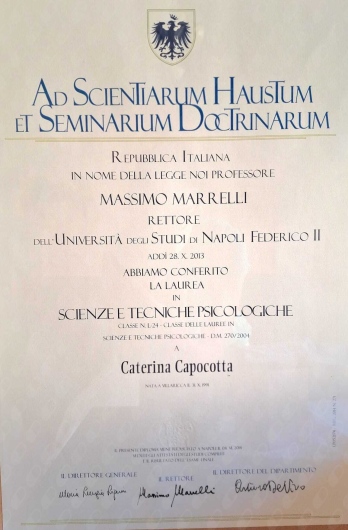 AD SCIENTIARUM HAUSTUM
ET SEMINARIUM DOCTRINARUM
REPUBBLICA ITALIANA
IN NOME DELLA LEGGE NOI PROFESSORE
MASSIMO MARRELLI
RETTORE
DELL'UNIVERSITÀ DEGLI STUDI DI NAPOLI FEDERICO II
ADDÌ 28. X. 2013
ABBIAMO CONFERITO
LA LAUREA
IN
SCIENZE E TECNICHE PSICOLOGICHE
CLASSE N. L-24 - CLASSE DELLE LAUREE IN
SCIENZE E TECNICHE PSICOLOGICHE - D.M. 270/2004
A
Caterina Capocotta
NATA A
IL DIRETTORE GENERALE
IL RETTORE
IL DIRETTORE DEL DIPARTIMENTO
Massimo Marrelli